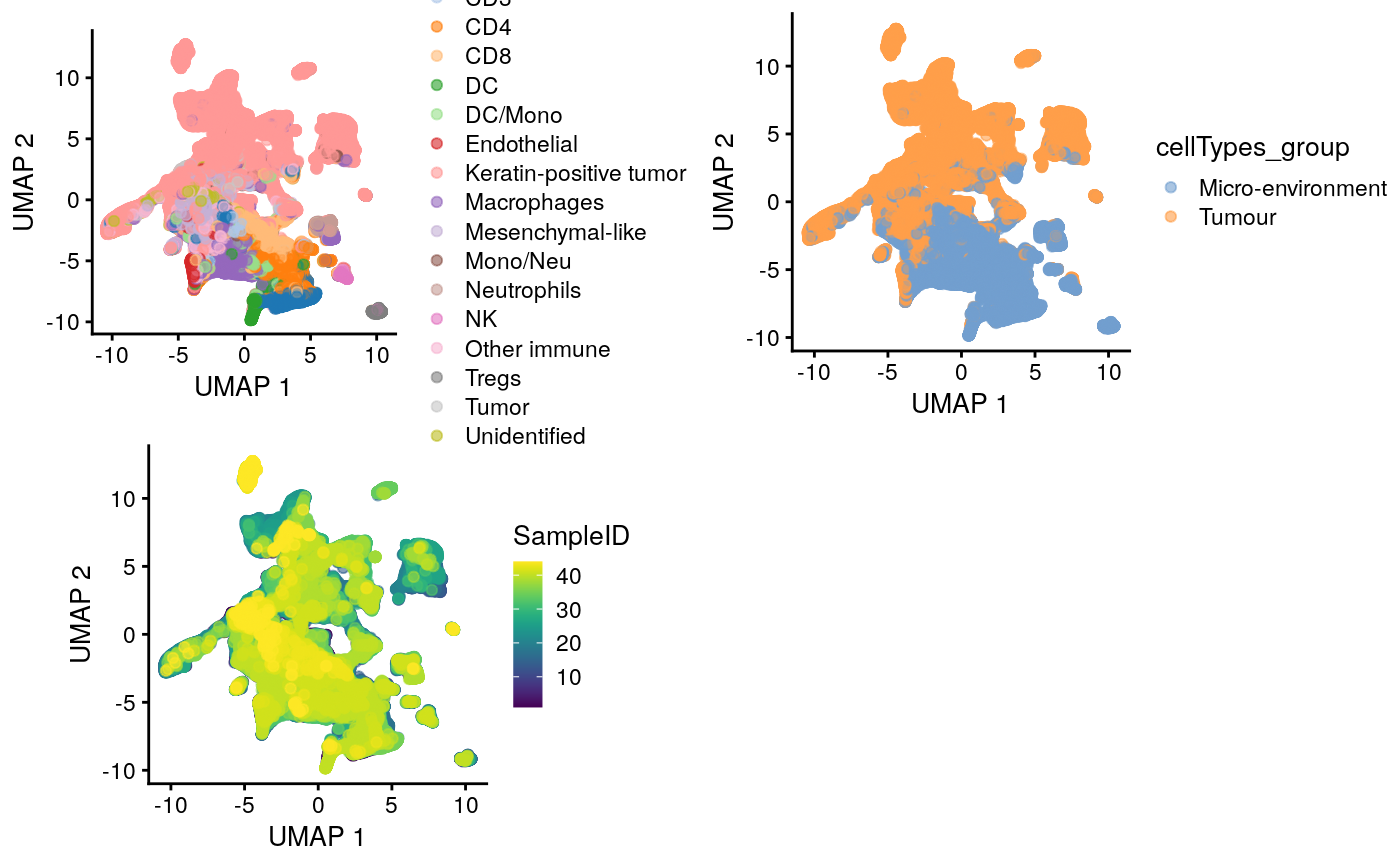 CD4
CD8
DC
DC/Mono
Endothelial
Keratin-positive tumor
Macrophages
Mesenchymal-like
Mono/Neu
Neutrophils
NK
Other immune
Tregs
Tumor
Unidentified
10
5
0
-5
-10
UMAP 2
-10 -5 0 5 10
UMAP 1
10
5
0
-5
-10
UMAP 2
-10 -5 0 5 10
UMAP 1
cellTypes_group
Micro-environment
Tumour
10
5
0
-5
-10
UMAP 2
-10 -5 0 5 10
UMAP 1
SampleID
40
30
20
10